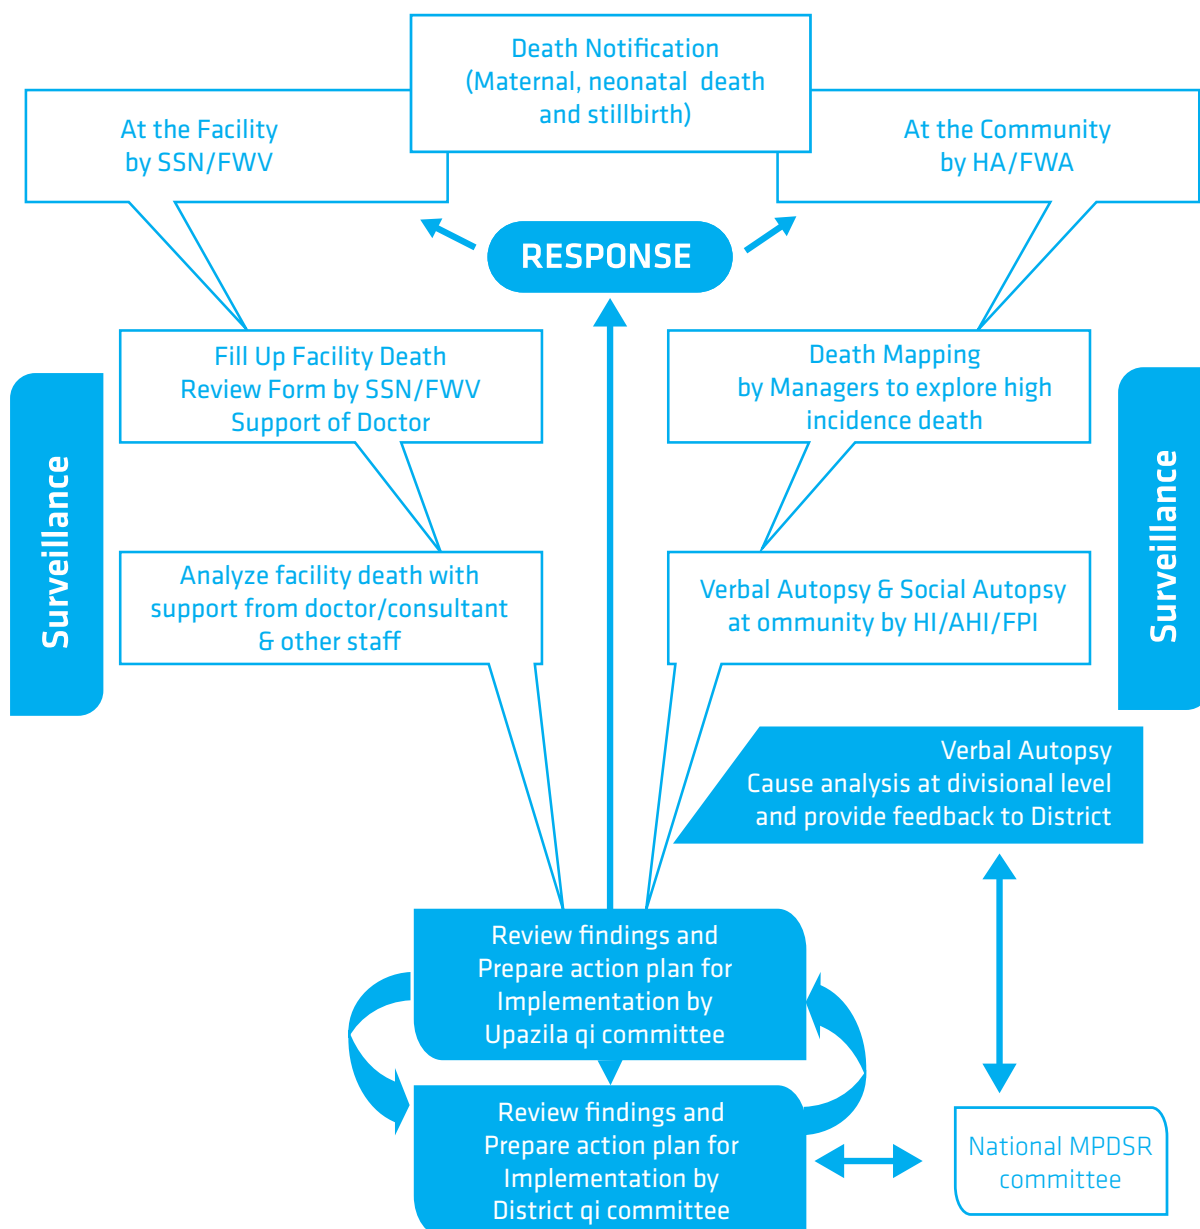 Death Notification
(Maternal, neonatal death
and stillbirth)
At the Facility
by SSN/FWV
At the Community
by HA/FWA
RESPONSE
Fill Up Facility Death
Review Form by SSN/FWV
Support of Doctor
Death Mapping
by Managers to explore high
incidence death
Surveillance
Surveillance
Analyze facility death with
support from doctor/consultant
& other staff
Verbal Autopsy & Social Autopsy
at ommunity by HI/AHI/FPI
Verbal Autopsy
Cause analysis at divisional level
and provide feedback to District
Review findings and
Prepare action plan for
Implementation by
Upazila qi committee
Review findings and
Prepare action plan for
Implementation by
District qi committee
National MPDSR
committee